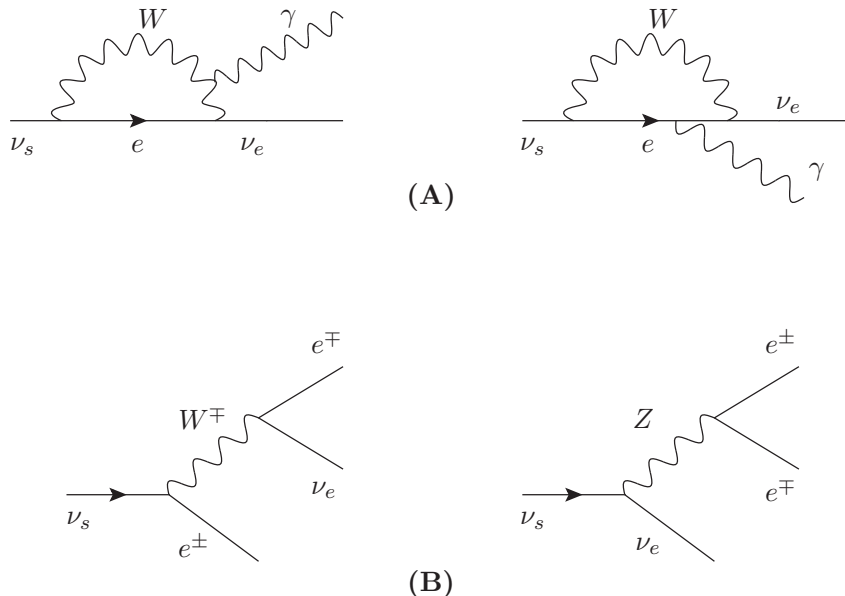 W γ W
ν_s e ν_e ν_s e ν_e γ
(A)
e^∓ e^±
W^∓ Z
ν_s e^± ν_e ν_s ν_e e^∓
(B)